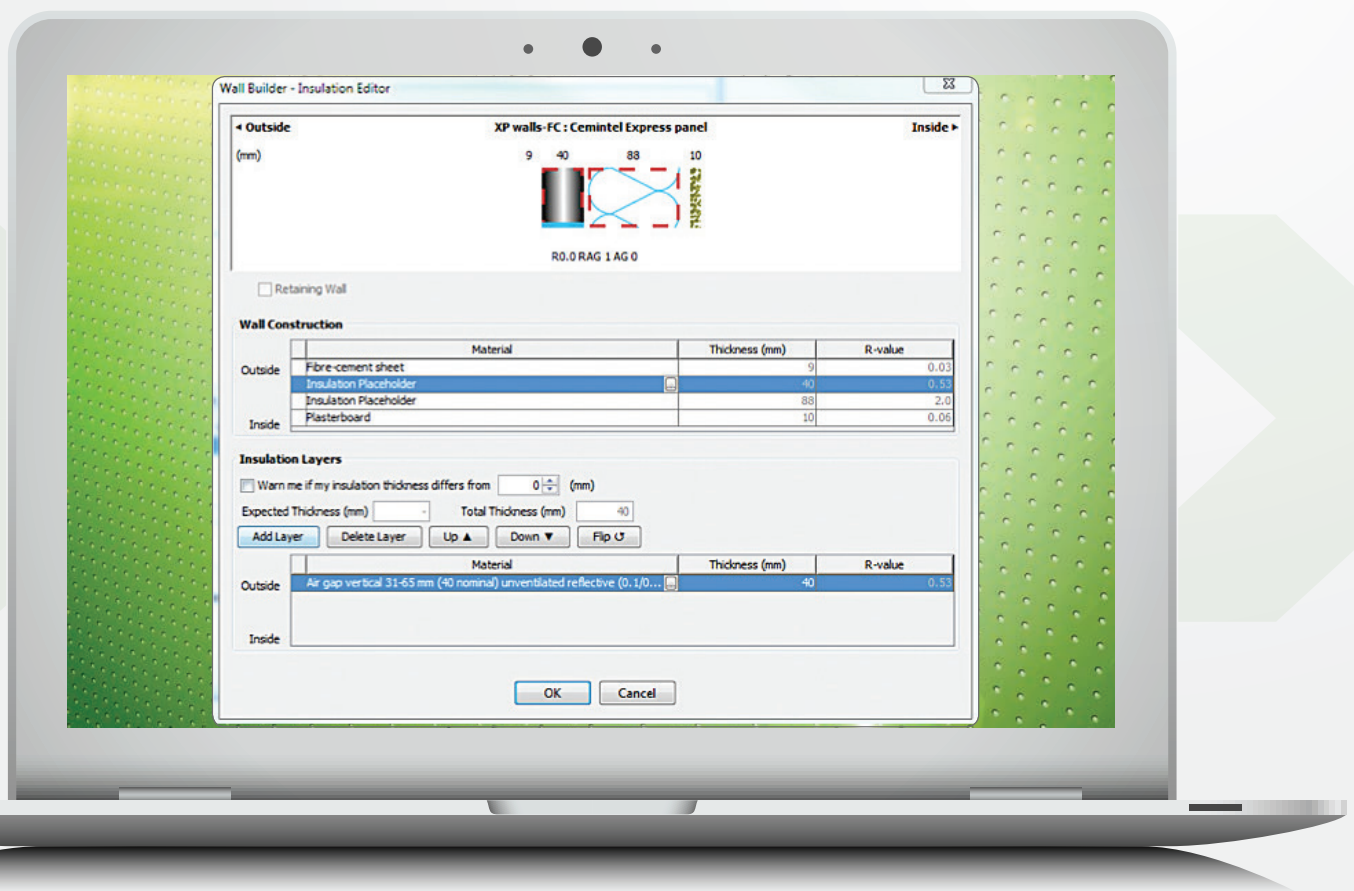 Wall Builder - Insulation Editor
◂ Outside XP walls-FC : Cemintel Express panel Inside ▸
(mm) 9 40 88 10
R0.0 RAG 1 AG 0
Retaining Wall
Wall Construction
Material Thickness (mm) R-value
Outside Fibre-cement sheet 9 0.03
Insulation Placeholder ... 40 0.53
Insulation Placeholder 88 2.0
Inside Plasterboard 10 0.06
Insulation Layers
Warn me if my insulation thickness differs from 0 (mm)
Expected Thickness (mm) - Total Thickness (mm) 40
Add Layer Delete Layer Up ▲ Down ▼ Flip ↺
Material Thickness (mm) R-value
Outside Air gap vertical 31-65 mm (40 nominal) unventilated reflective (0.1/0... ... 40 0.53
Inside
OK Cancel